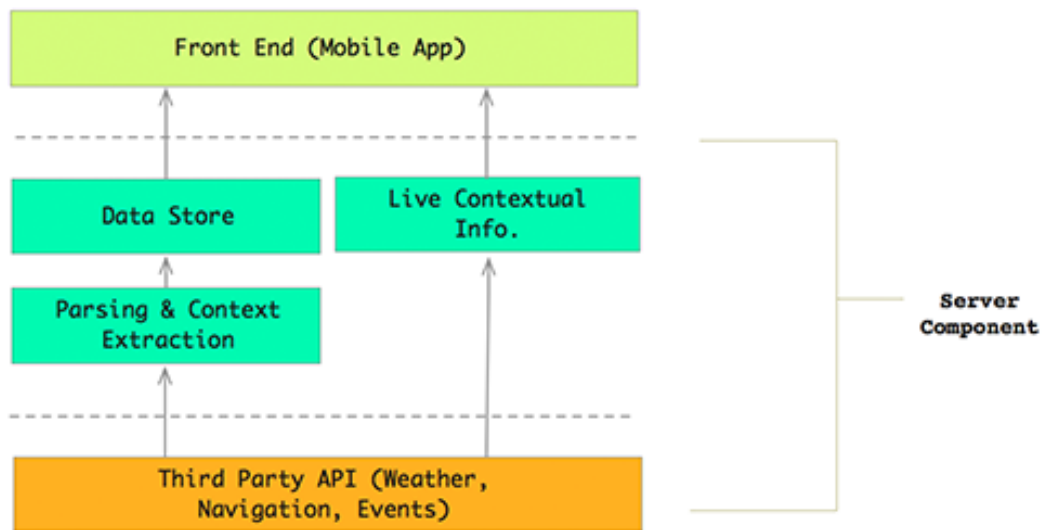 Front End (Mobile App)
Data Store
Live Contextual
Info.
Parsing & Context
Extraction
Server
Component
Third Party API (Weather,
Navigation, Events)